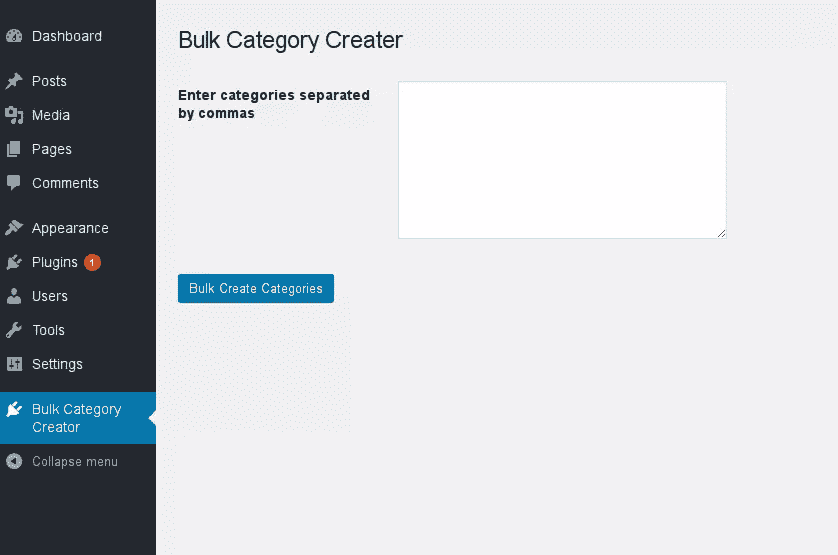 Dashboard
Posts
Media
Pages
Comments
Appearance
Plugins 1
Users
Tools
Settings
Bulk Category
Creator
Collapse menu
Bulk Category Creater
Enter categories separated
by commas
Bulk Create Categories